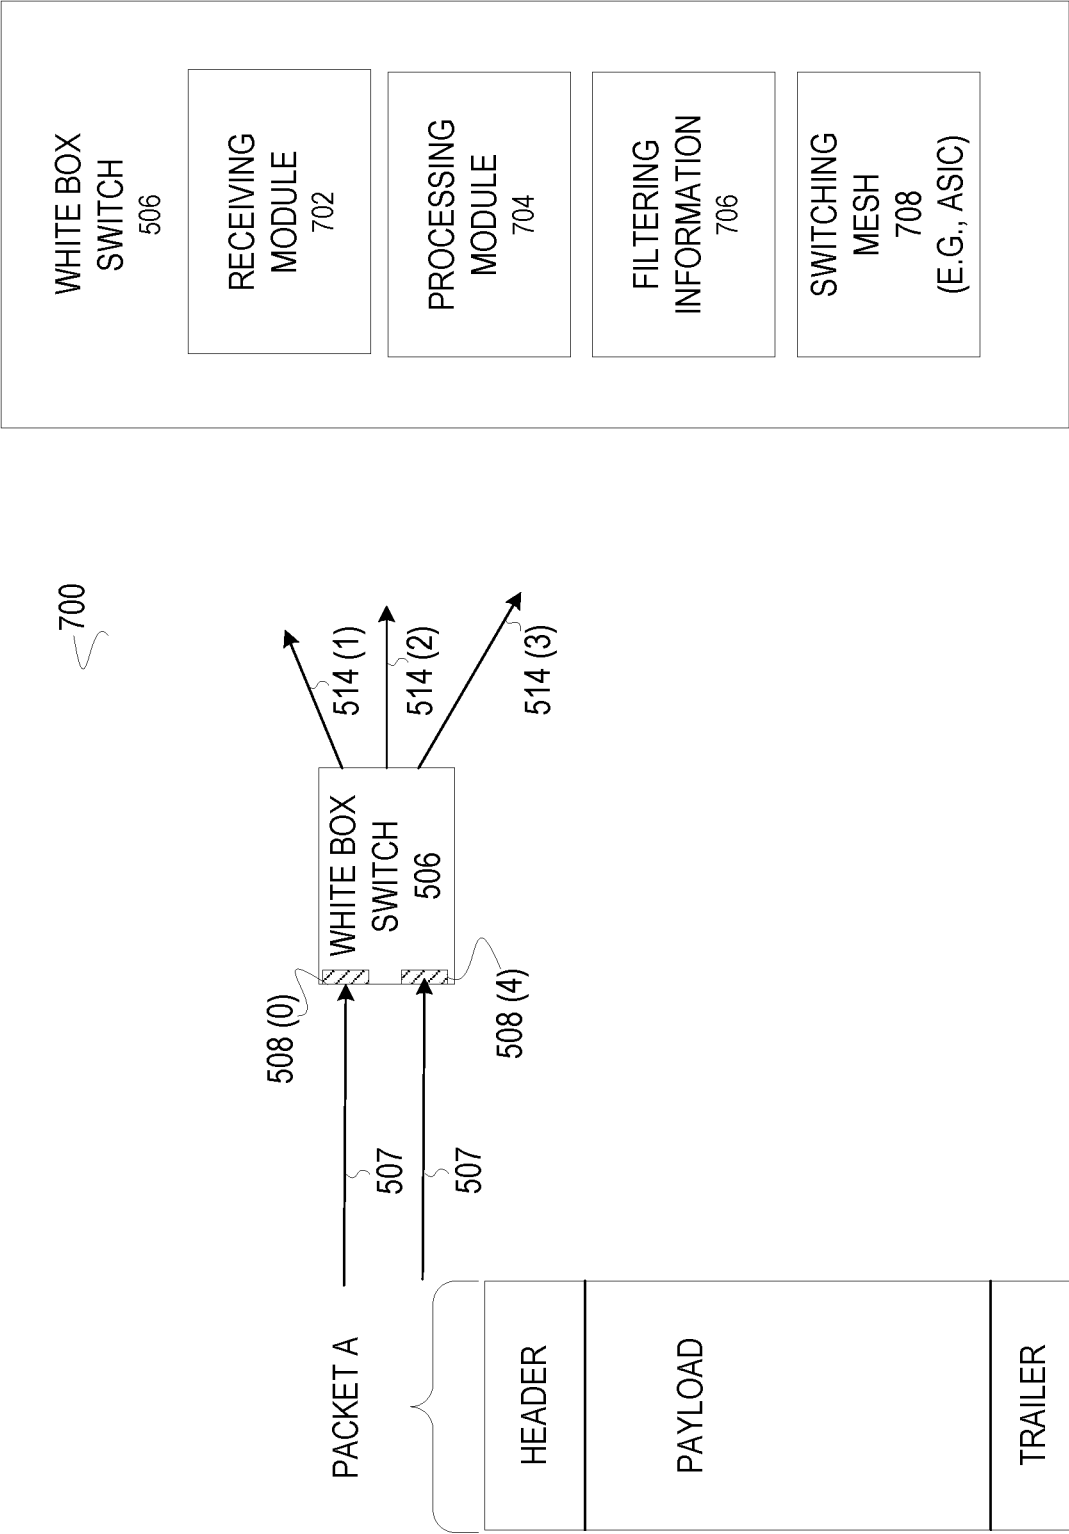 700
PACKET A
HEADER
PAYLOAD
TRAILER
507
507
508 (0)
508 (4)
WHITE BOX
SWITCH
506
514 (1)
514 (2)
514 (3)
WHITE BOX
SWITCH
506
RECEIVING
MODULE
702
PROCESSING
MODULE
704
FILTERING
INFORMATION
706
SWITCHING
MESH
708
(E.G., ASIC)